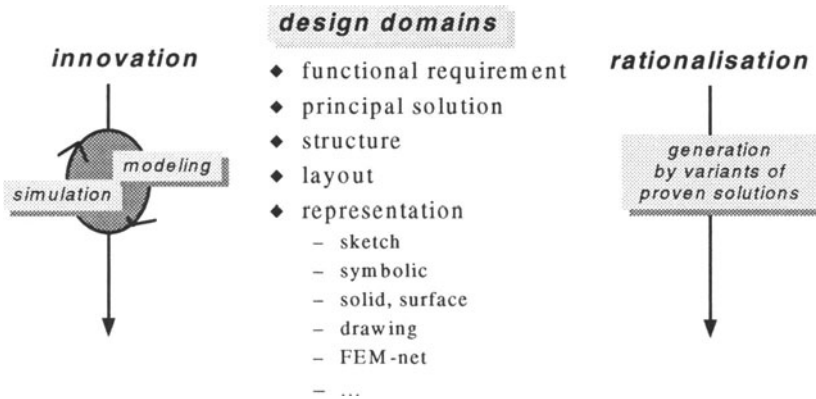 design domains
innovation
rationalisation
◆ functional requirement
◆ principal solution
◆ structure
◆ layout
◆ representation
– sketch
– symbolic
– solid, surface
– drawing
– FEM-net
– ...
modeling
simulation
generation
by variants of
proven solutions